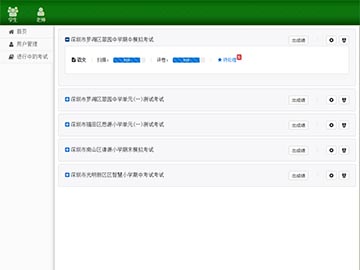 学生 老师
首页
用户管理
进行中的考试
深圳市罗湖区翠园中学期中模拟考试 出成绩
语文 扫描: 评卷: 待处理
深圳市罗湖区翠园中学单元(一)测试考试 出成绩
深圳市福田区思源小学单元(一)测试考试 出成绩
深圳市南山区清源小学期末模拟考试 出成绩
深圳市光明新区区智慧小学期中考试考试 出成绩